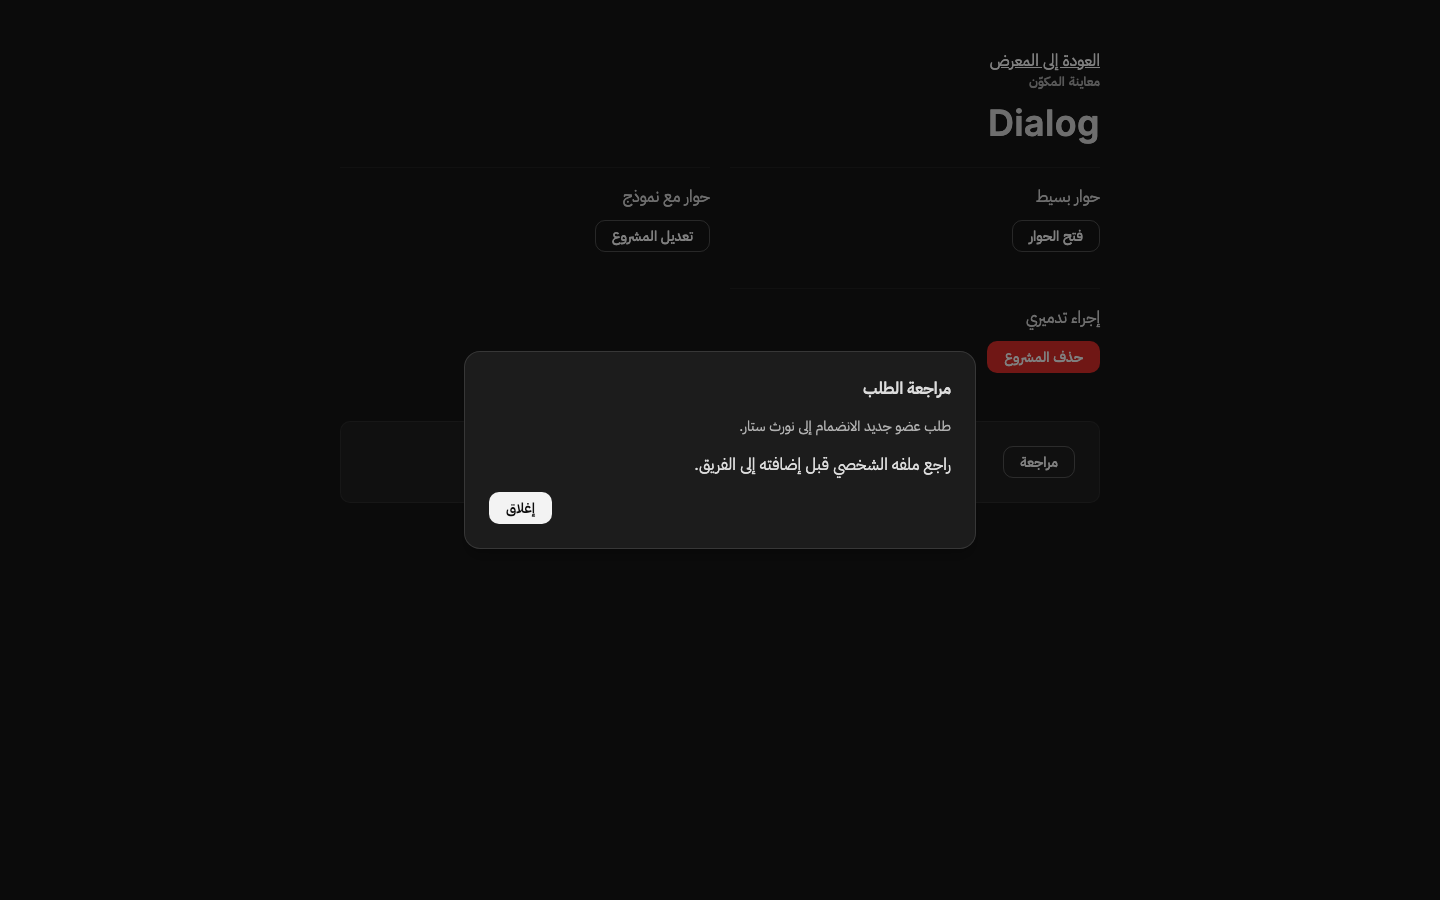 العودة إلى المعرض
معاينة المكوّن
Dialog
حوار بسيط
فتح الحوار
حوار مع نموذج
تعديل المشروع
إجراء تدميري
حذف المشروع
مراجعة
مراجعة الطلب
طلب عضو جديد الانضمام إلى نورث ستار.
راجع ملفه الشخصي قبل إضافته إلى الفريق.
إغلاق